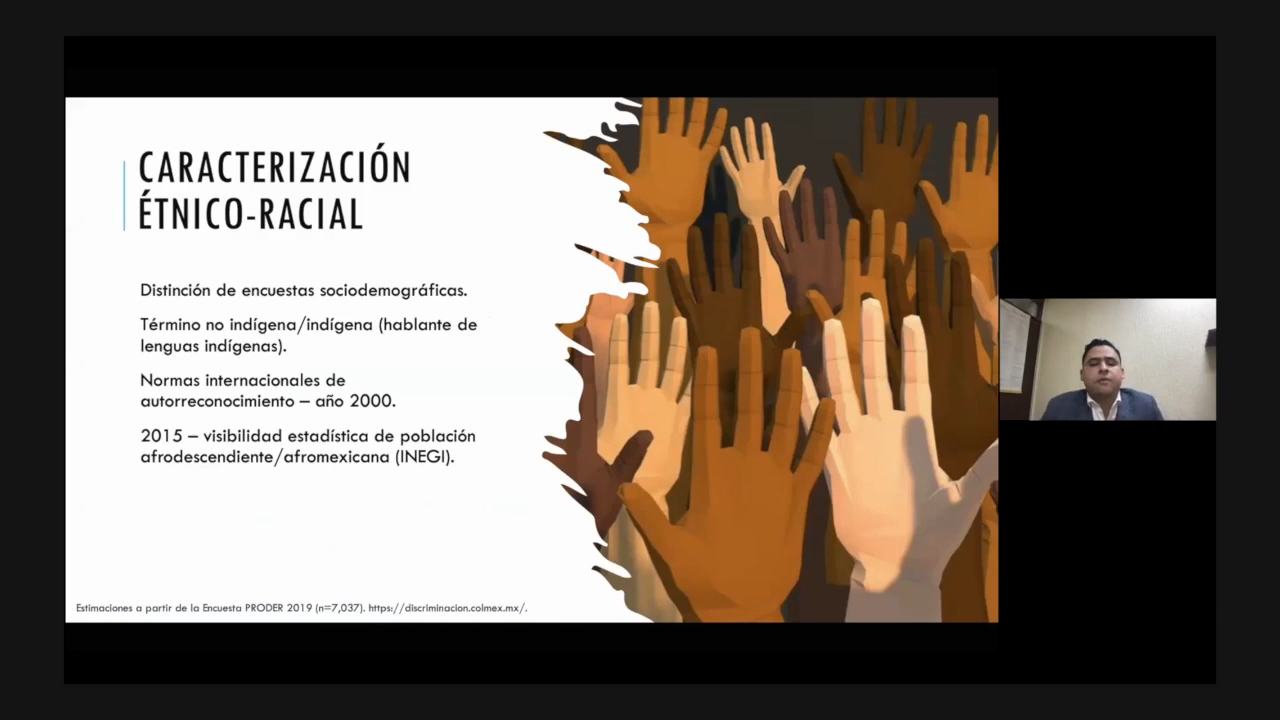 CARACTERIZACIÓN
ÉTNICO-RACIAL
Distinción de encuestas sociodemográficas.
Término no indígena/indígena (hablante de
lenguas indígenas).
Normas internacionales de
autorreconocimiento – año 2000.
2015 – visibilidad estadística de población
afrodescendiente/afromexicana (INEGI).
Estimaciones a partir de la Encuesta PRODER 2019 (n=7,037). https://discriminacion.colmex.mx/.